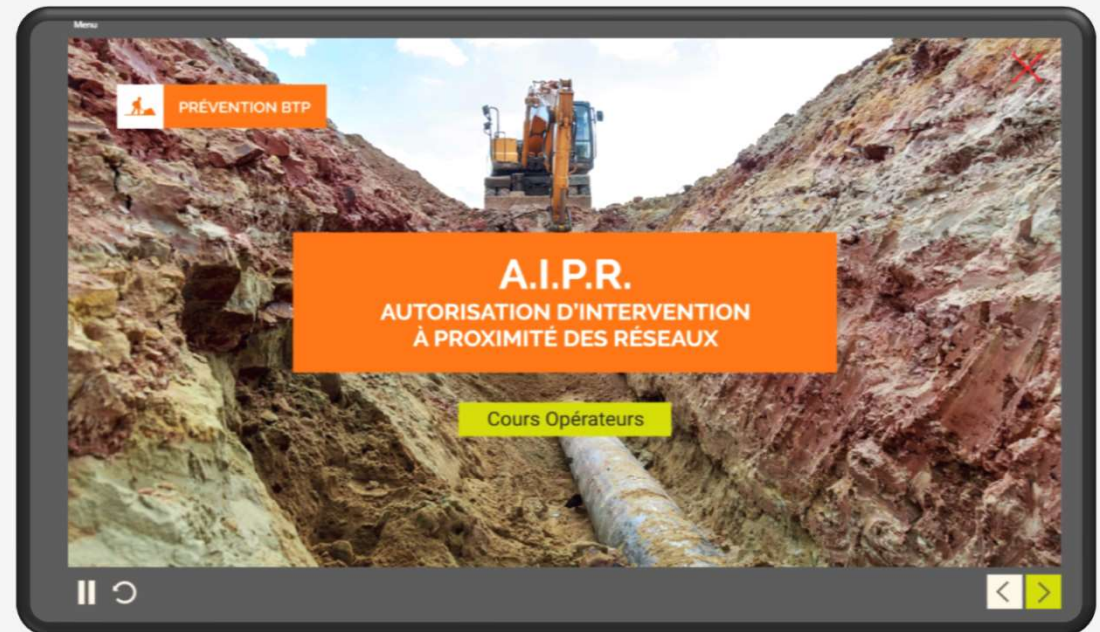 Menu
PRÉVENTION BTP
A.I.P.R.
AUTORISATION D'INTERVENTION
À PROXIMITÉ DES RÉSEAUX
Cours Opérateurs